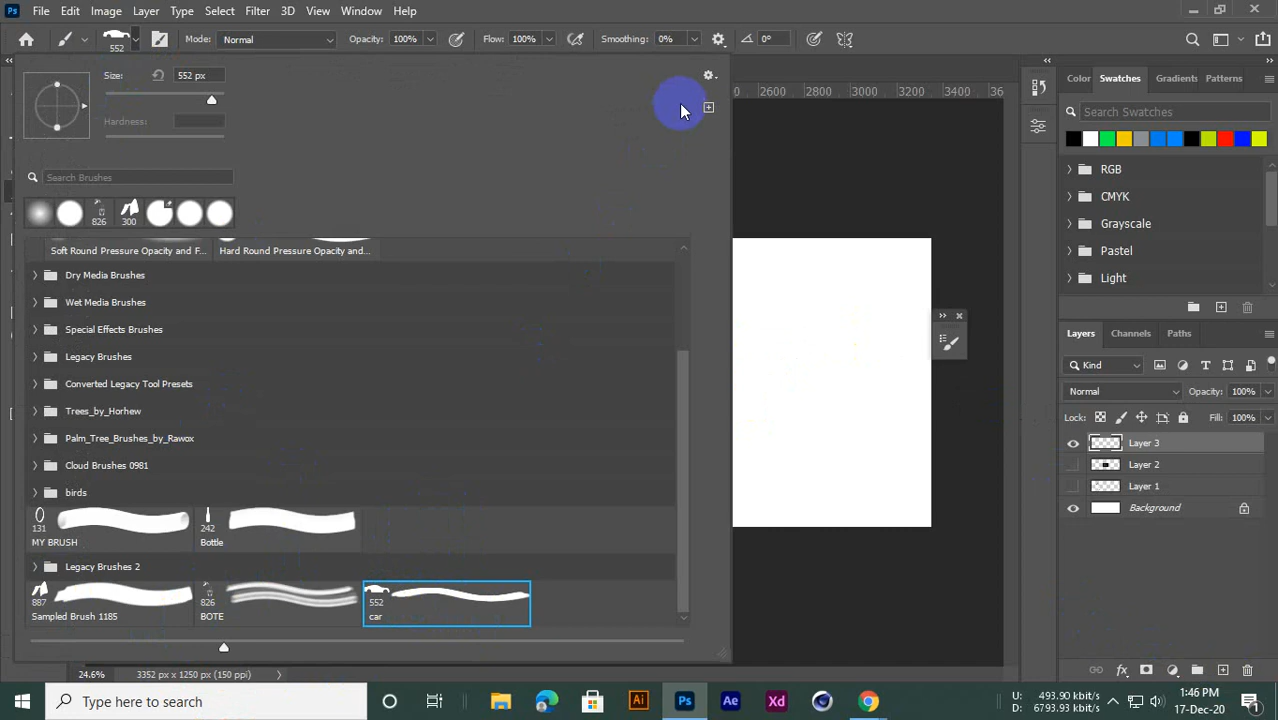 Ps File Edit Image Layer Type Select Filter 3D View Window Help
552 Mode: Normal Opacity: 100% Flow: 100% Smoothing: 0% 0°
Size: 552 px
Hardness:
Search Brushes
826 300
Soft Round Pressure Opacity and F... Hard Round Pressure Opacity and...
Dry Media Brushes
Wet Media Brushes
Special Effects Brushes
Legacy Brushes
Converted Legacy Tool Presets
Trees_by_Horhew
Palm_Tree_Brushes_by_Rawox
Cloud Brushes 0981
birds
131 242
MY BRUSH Bottle
Legacy Brushes 2
887 826 552
Sampled Brush 1185 BOTE car
24.6% 3352 px x 1250 px (150 ppi)
0 2600 2800 3000 3200 3400 36
Color Swatches Gradients Patterns
Search Swatches
RGB
CMYK
Grayscale
Pastel
Light
Layers Channels Paths
Kind
Normal Opacity: 100%
Lock: Fill: 100%
Layer 3
Layer 2
Layer 1
Background
fx
Type here to search
Ai Ps Ae Xd
U: 493.90 kbit/s
D: 6793.93 kbit/s
1:46 PM
17-Dec-20
1